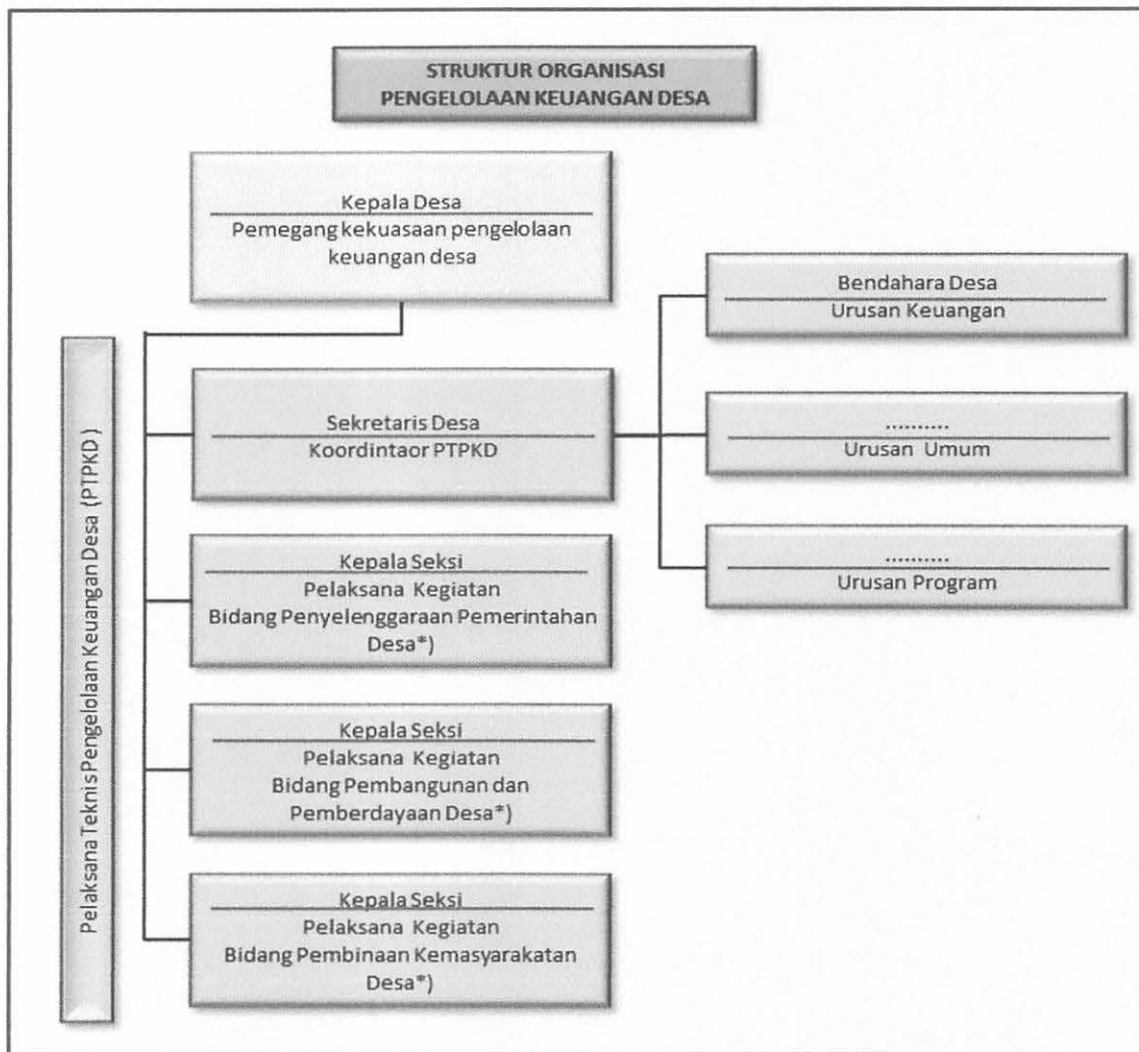 STRUKTUR ORGANISASI
PENGELOLAAN KEUANGAN DESA
Kepala Desa
Pemegang kekuasaan pengelolaan
keuangan desa
Pelaksana Teknis Pengelolaan Keuangan Desa (PTPKD)
Sekretaris Desa
Koordintaor PTPKD
Kepala Seksi
Pelaksana Kegiatan
Bidang Penyelenggaraan Pemerintahan
Desa*)
Kepala Seksi
Pelaksana Kegiatan
Bidang Pembangunan dan
Pemberdayaan Desa*)
Kepala Seksi
Pelaksana Kegiatan
Bidang Pembinaan Kemasyarakatan
Desa*)
Bendahara Desa
Urusan Keuangan
..........
Urusan Umum
..........
Urusan Program